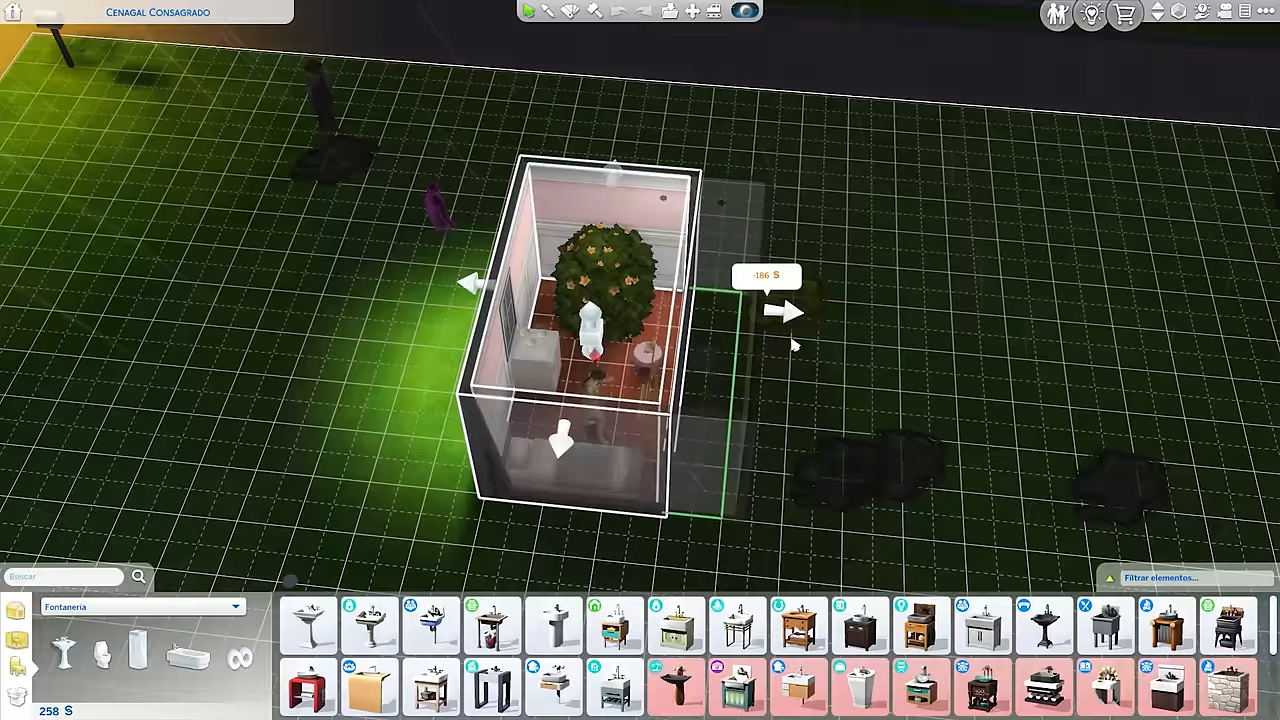 CENAGAL CONSAGRADO
-186 $
Buscar
Filtrar elementos...
Fontanería
258 $